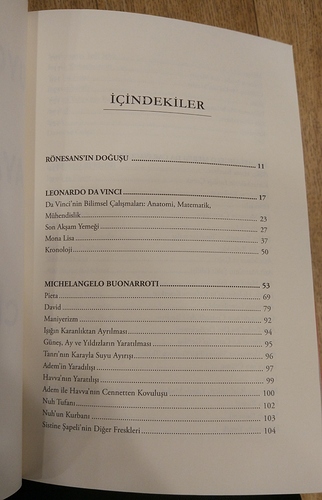 İÇİNDEKİLER
RÖNESANS'IN DOĞUŞU ........ 11
LEONARDO DA VINCI ........ 17
Da Vinci'nin Bilimsel Çalışmaları: Anatomi, Matematik,
Mühendislik ........ 23
Son Akşam Yemeği ........ 27
Mona Lisa ........ 37
Kronoloji ........ 50
MICHELANGELO BUONARROTI ........ 53
Pieta ........ 69
David ........ 79
Maniyerizm ........ 92
Işığın Karanlıktan Ayrılması ........ 94
Güneş, Ay ve Yıldızların Yaratılması ........ 95
Tanrı'nın Karayla Suyu Ayırışı ........ 96
Adem'in Yaradılışı ........ 97
Havva'nın Yaratılışı ........ 99
Adem ile Havva'nın Cennetten Kovuluşu ........ 100
Nuh Tufanı ........ 102
Nuh'un Kurbanı ........ 103
Sistine Şapeli'nin Diğer Freskleri ........ 104